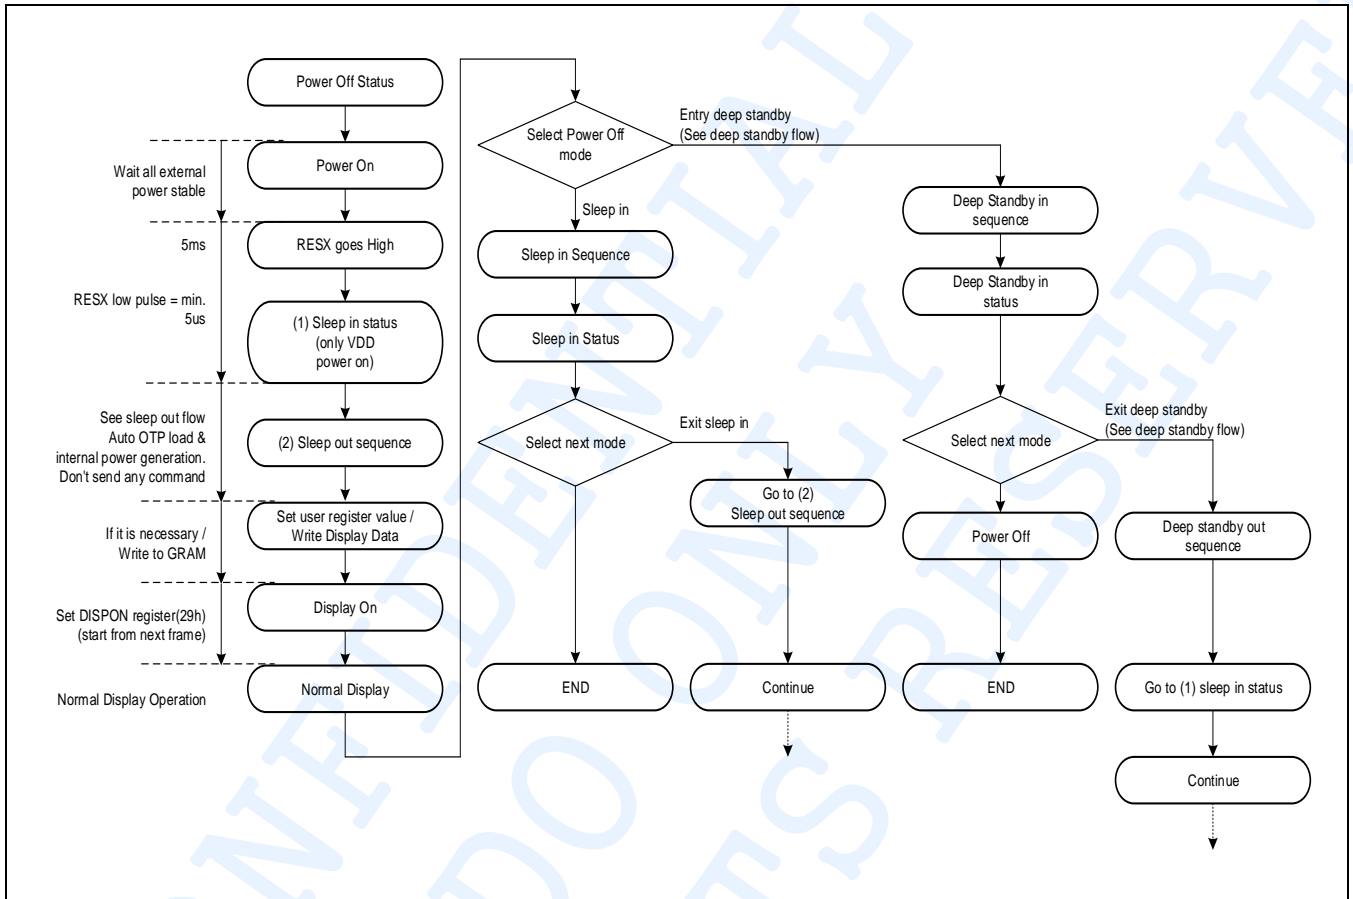 Power Off Status
Wait all external
power stable
Power On
5ms
RESX goes High
RESX low pulse = min.
5us
(1) Sleep in status
(only VDD
power on)
See sleep out flow
Auto OTP load &
internal power generation.
Don't send any command
(2) Sleep out sequence
If it is necessary /
Write to GRAM
Set user register value /
Write Display Data
Set DISPON register(29h)
(start from next frame)
Display On
Normal Display Operation
Normal Display
Select Power Off
mode
Sleep in
Sleep in Sequence
Sleep in Status
Select next mode
END
Exit sleep in
Go to (2)
Sleep out sequence
Continue
Entry deep standby
(See deep standby flow)
Deep Standby in
sequence
Deep Standby in
status
Select next mode
Power Off
END
Exit deep standby
(See deep standby flow)
Deep standby out
sequence
Go to (1) sleep in status
Continue